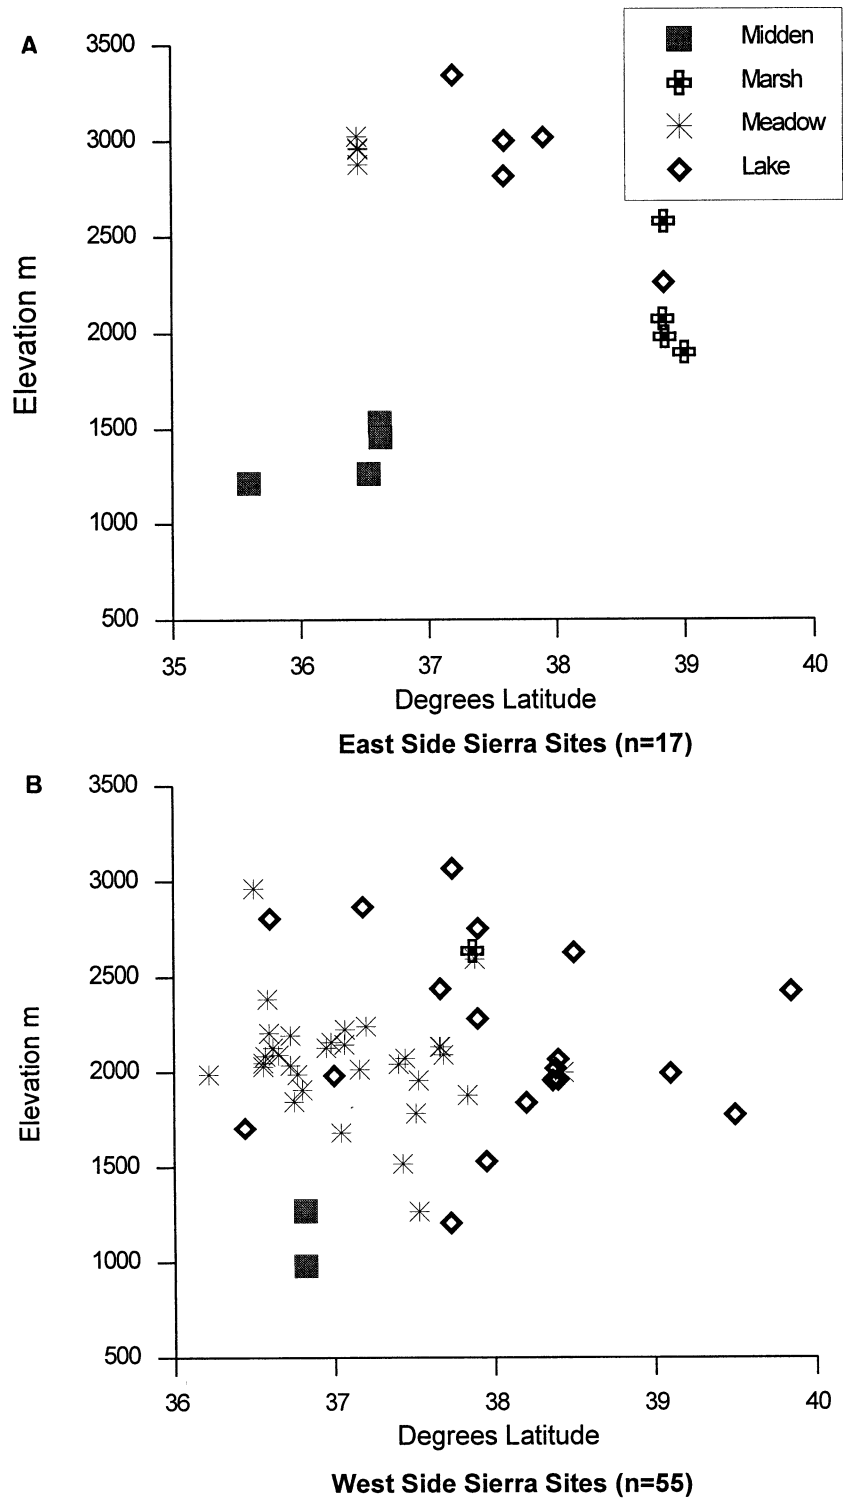 A
Midden
Marsh
Meadow
Lake
3500
3000
2500
2000
1500
1000
500
Elevation m
35 36 37 38 39 40
Degrees Latitude
East Side Sierra Sites (n=17)
B
3500
3000
2500
2000
1500
1000
500
Elevation m
36 37 38 39 40
Degrees Latitude
West Side Sierra Sites (n=55)